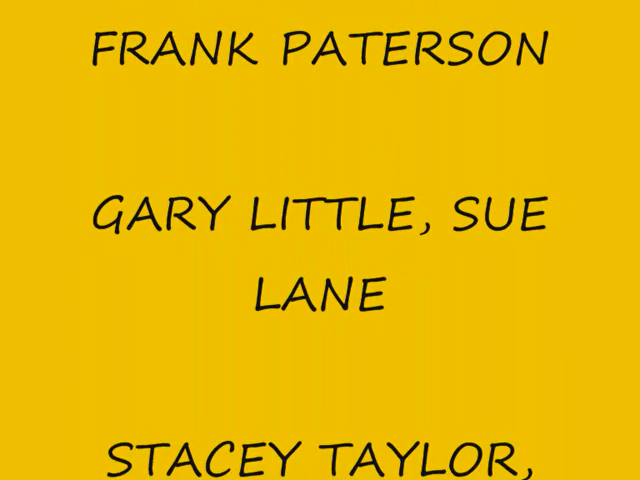 FRANK PATERSON
GARY LITTLE, SUE
LANE
STACEY TAYLOR,